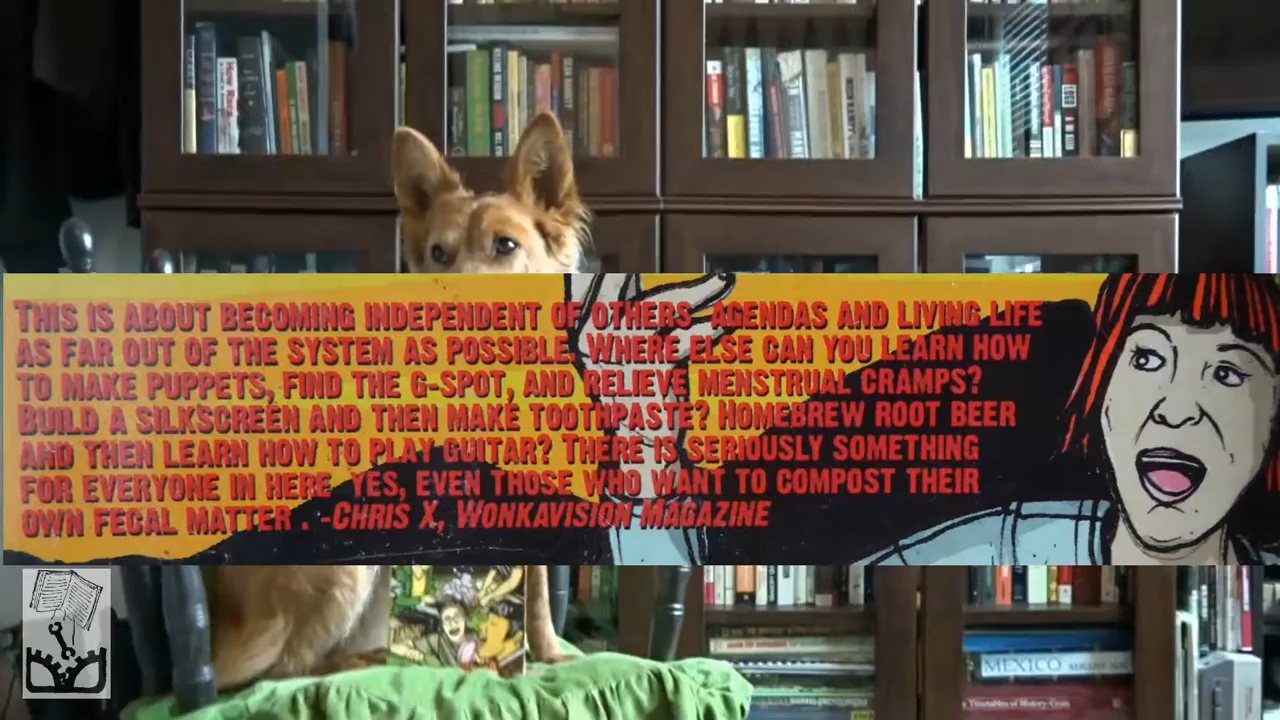 THIS IS ABOUT BECOMING INDEPENDENT OF OTHERS AGENDAS AND LIVING LIFE
AS FAR OUT OF THE SYSTEM AS POSSIBLE. WHERE ELSE CAN YOU LEARN HOW
TO MAKE PUPPETS, FIND THE G-SPOT, AND RELIEVE MENSTRUAL CRAMPS?
BUILD A SILKSCREEN AND THEN MAKE TOOTHPASTE? HOMEBREW ROOT BEER
AND THEN LEARN HOW TO PLAY GUITAR? THERE IS SERIOUSLY SOMETHING
FOR EVERYONE IN HERE. YES, EVEN THOSE WHO WANT TO COMPOST THEIR
OWN FECAL MATTER. -CHRIS X, WONKAVISION MAGAZINE
MEXICO